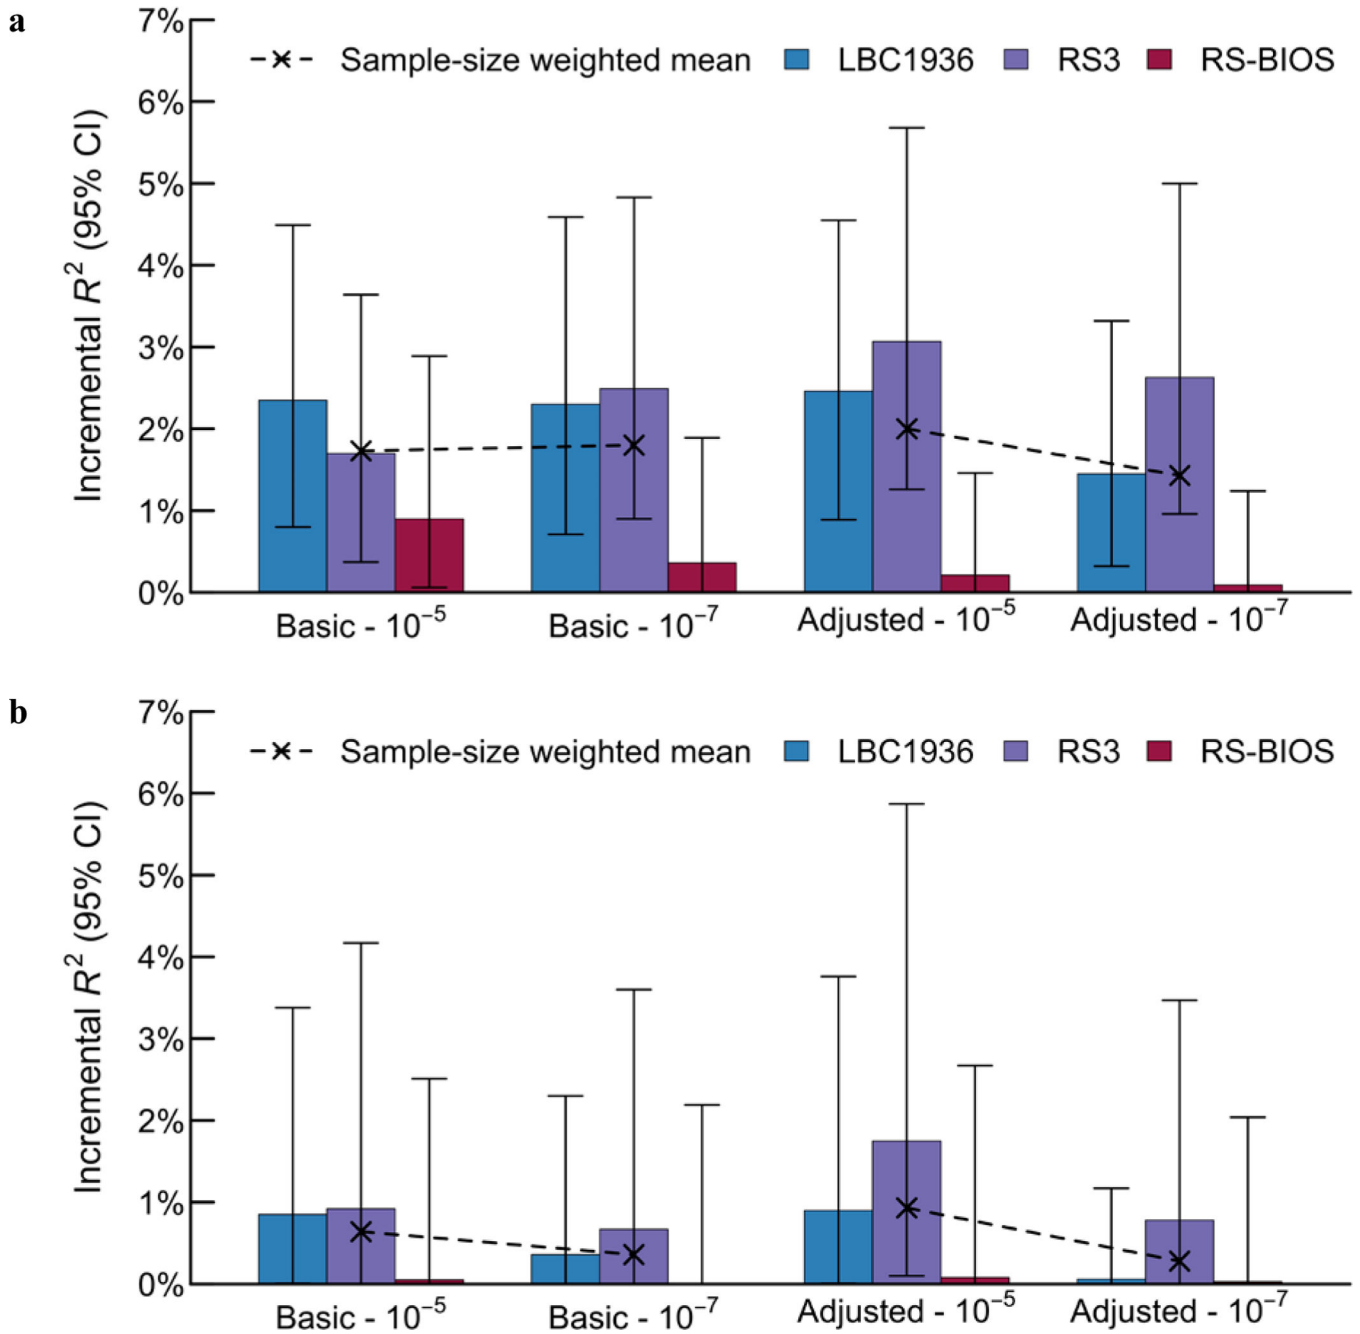 a
7%
Sample-size weighted mean LBC1936 RS3 RS-BIOS
6%
5%
4%
3%
2%
1%
0%
Incremental R² (95% CI)
Basic - 10⁻⁵ Basic - 10⁻⁷ Adjusted - 10⁻⁵ Adjusted - 10⁻⁷
b
7%
Sample-size weighted mean LBC1936 RS3 RS-BIOS
6%
5%
4%
3%
2%
1%
0%
Incremental R² (95% CI)
Basic - 10⁻⁵ Basic - 10⁻⁷ Adjusted - 10⁻⁵ Adjusted - 10⁻⁷